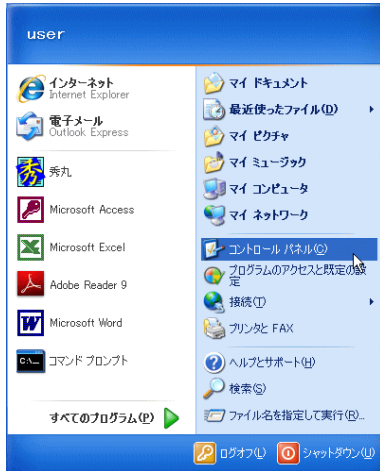 user
インターネット
Internet Explorer
電子メール
Outlook Express
秀丸
Microsoft Access
Microsoft Excel
Adobe Reader 9
Microsoft Word
コマンド プロンプト
すべてのプログラム(P)
マイ ドキュメント
最近使ったファイル(D)
マイ ピクチャ
マイ ミュージック
マイ コンピュータ
マイ ネットワーク
コントロール パネル(C)
プログラムのアクセスと既定の設
定
接続(T)
プリンタと FAX
ヘルプとサポート(H)
検索(S)
ファイル名を指定して実行(R)...
ログオフ(L)
シャットダウン(U)